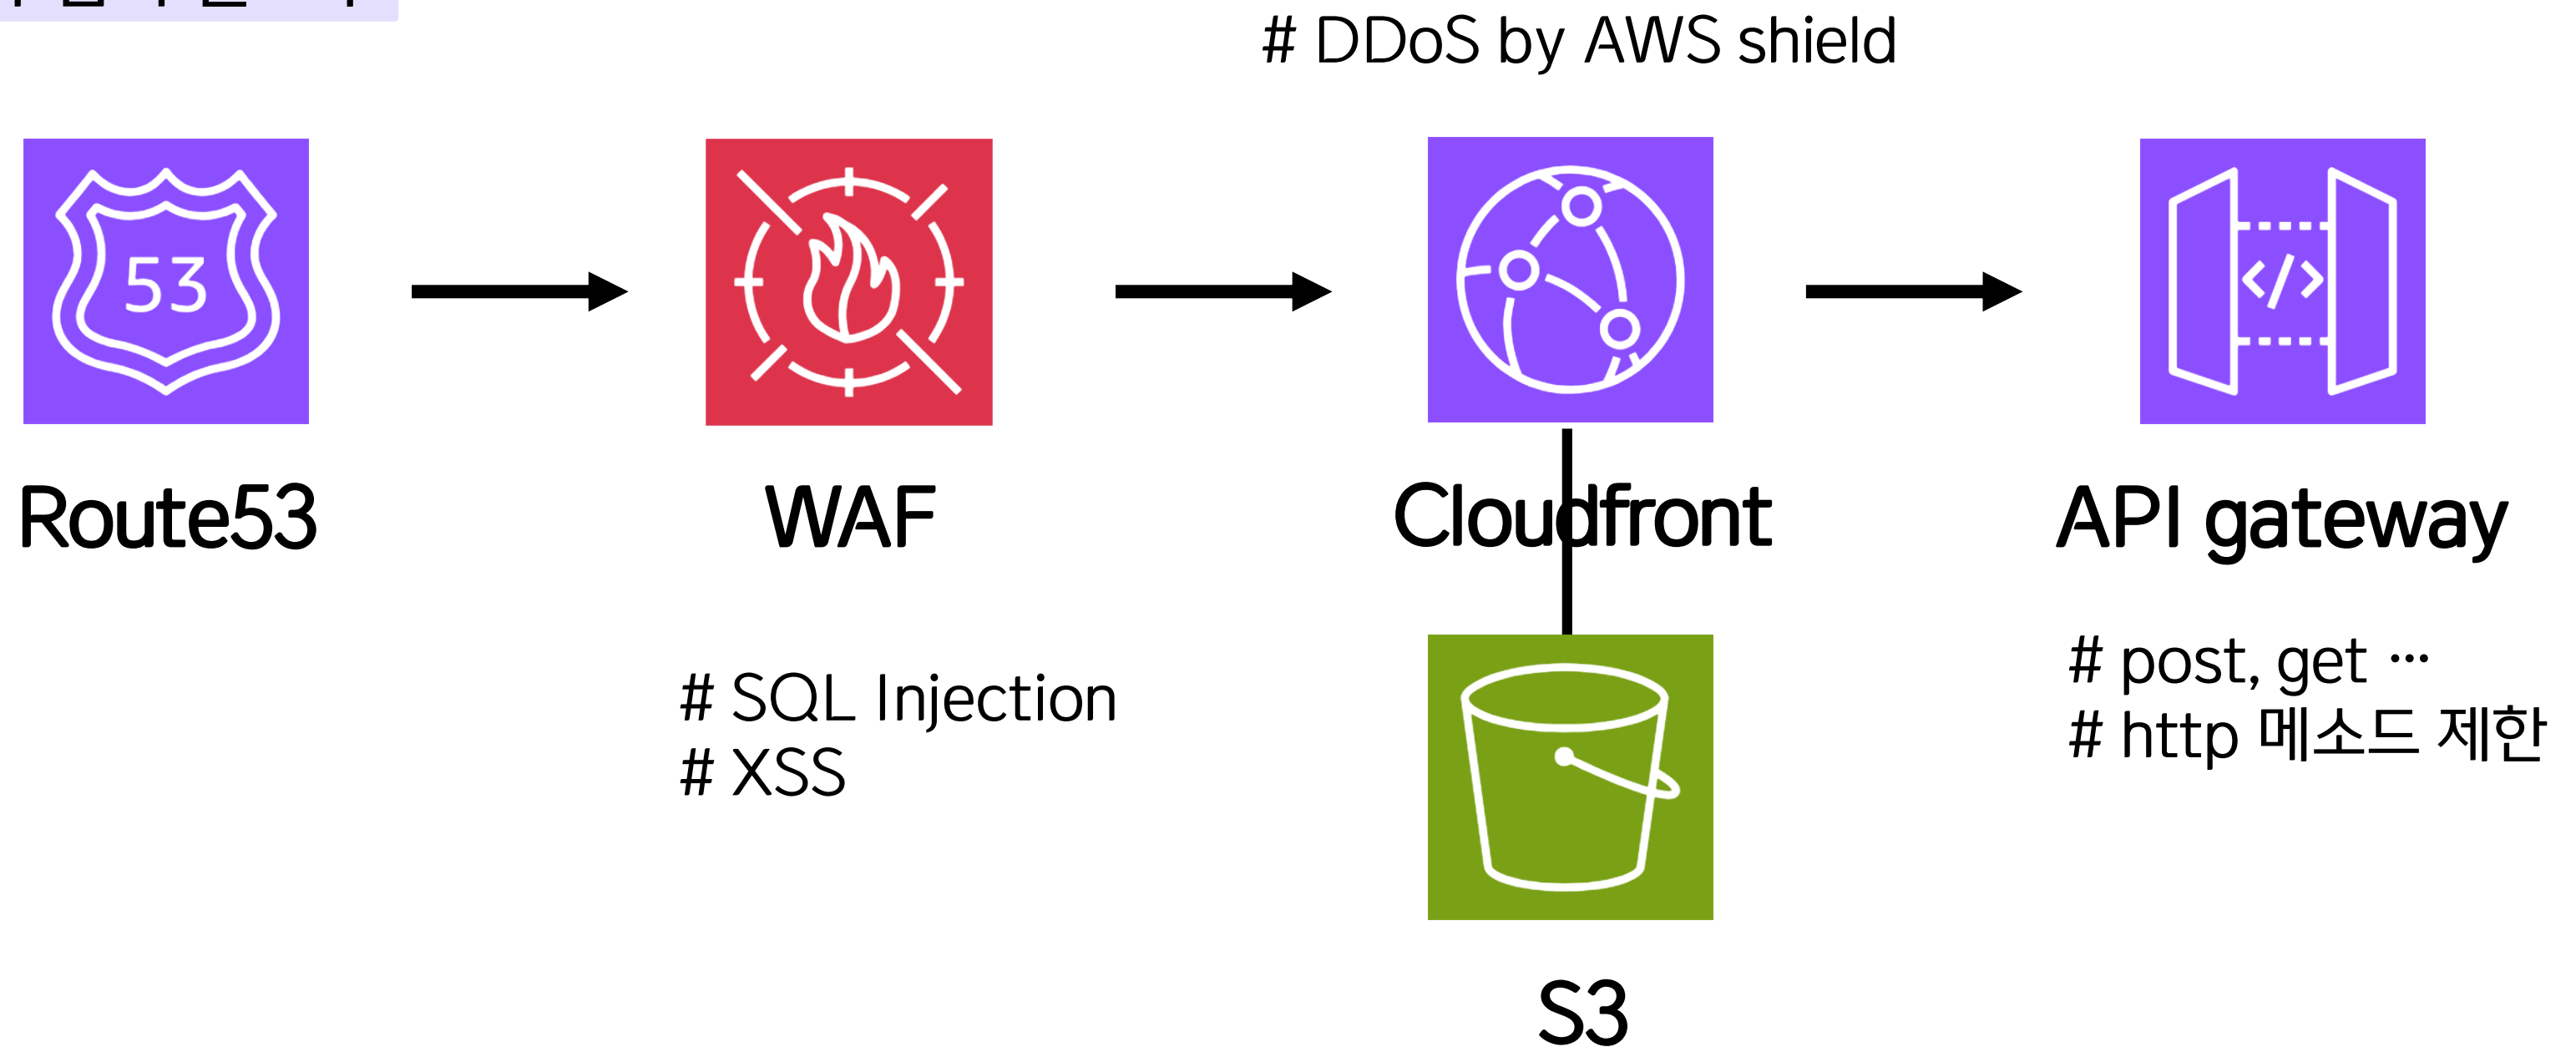 # DDoS by AWS shield
53
</>
Route53
WAF
Cloudfront
API gateway
# SQL Injection
# XSS
# post, get ···
# http 메소드 제한
S3